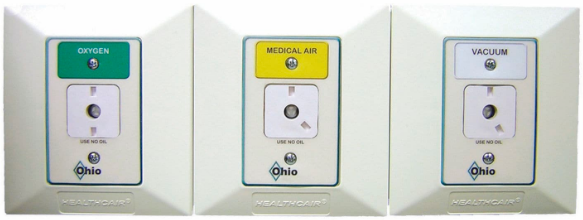 OXYGEN
USE NO OIL
Ohio
HEALTHCAIR®
MEDICAL AIR
USE NO OIL
Ohio
HEALTHCAIR®
VACUUM
USE NO OIL
Ohio
HEALTHCAIR®